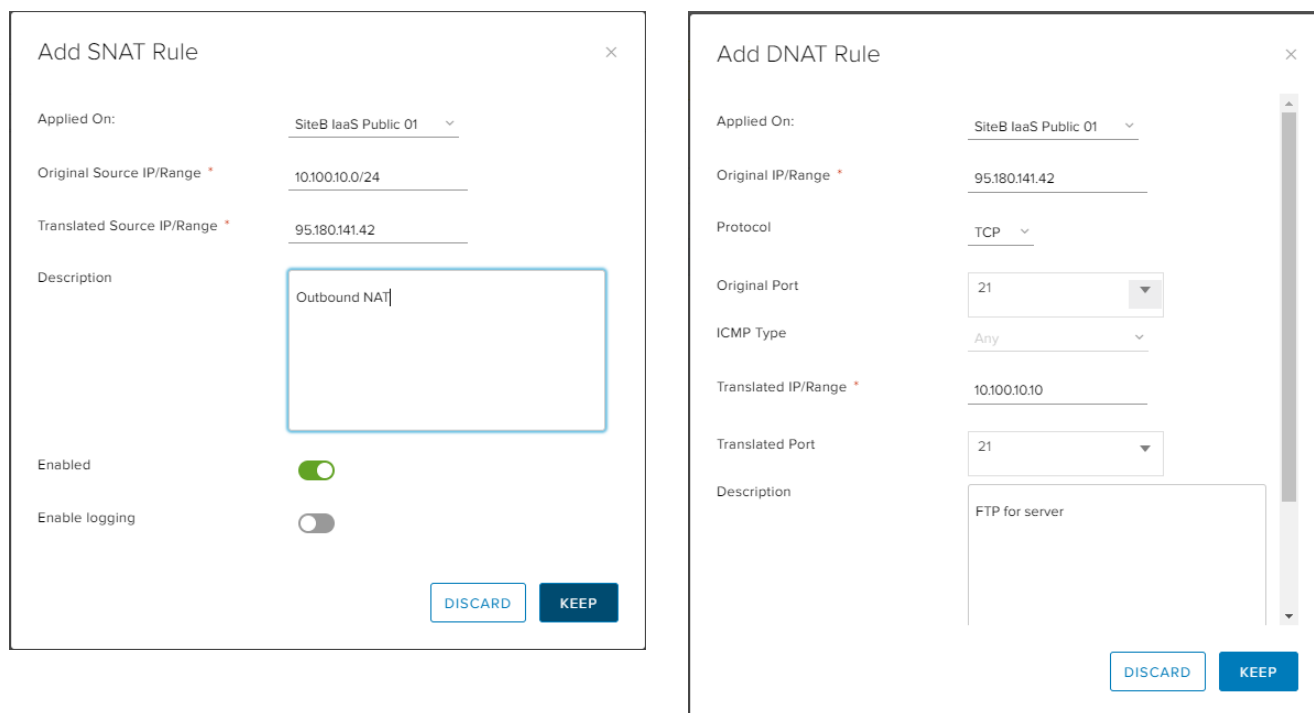 Add SNAT Rule
Applied On:
SiteB IaaS Public 01
Original Source IP/Range *
10.100.10.0/24
Translated Source IP/Range *
95.180.141.42
Description
Outbound NAT
Enabled
Enable logging
DISCARD
KEEP
Add DNAT Rule
Applied On:
SiteB IaaS Public 01
Original IP/Range *
95.180.141.42
Protocol
TCP
Original Port
21
ICMP Type
Any
Translated IP/Range *
10.100.10.10
Translated Port
21
Description
FTP for server
DISCARD
KEEP